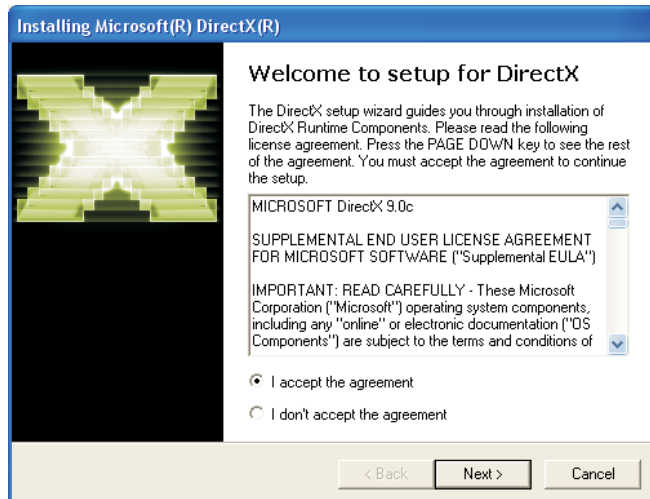 Installing Microsoft(R) DirectX(R)
Welcome to setup for DirectX
The DirectX setup wizard guides you through installation of
DirectX Runtime Components. Please read the following
license agreement. Press the PAGE DOWN key to see the rest
of the agreement. You must accept the agreement to continue
the setup.
MICROSOFT DirectX 9.0c
SUPPLEMENTAL END USER LICENSE AGREEMENT
FOR MICROSOFT SOFTWARE ("Supplemental EULA")
IMPORTANT: READ CAREFULLY - These Microsoft
Corporation ("Microsoft") operating system components,
including any "online" or electronic documentation ("OS
Components") are subject to the terms and conditions of
I accept the agreement
I don't accept the agreement
< Back Next > Cancel